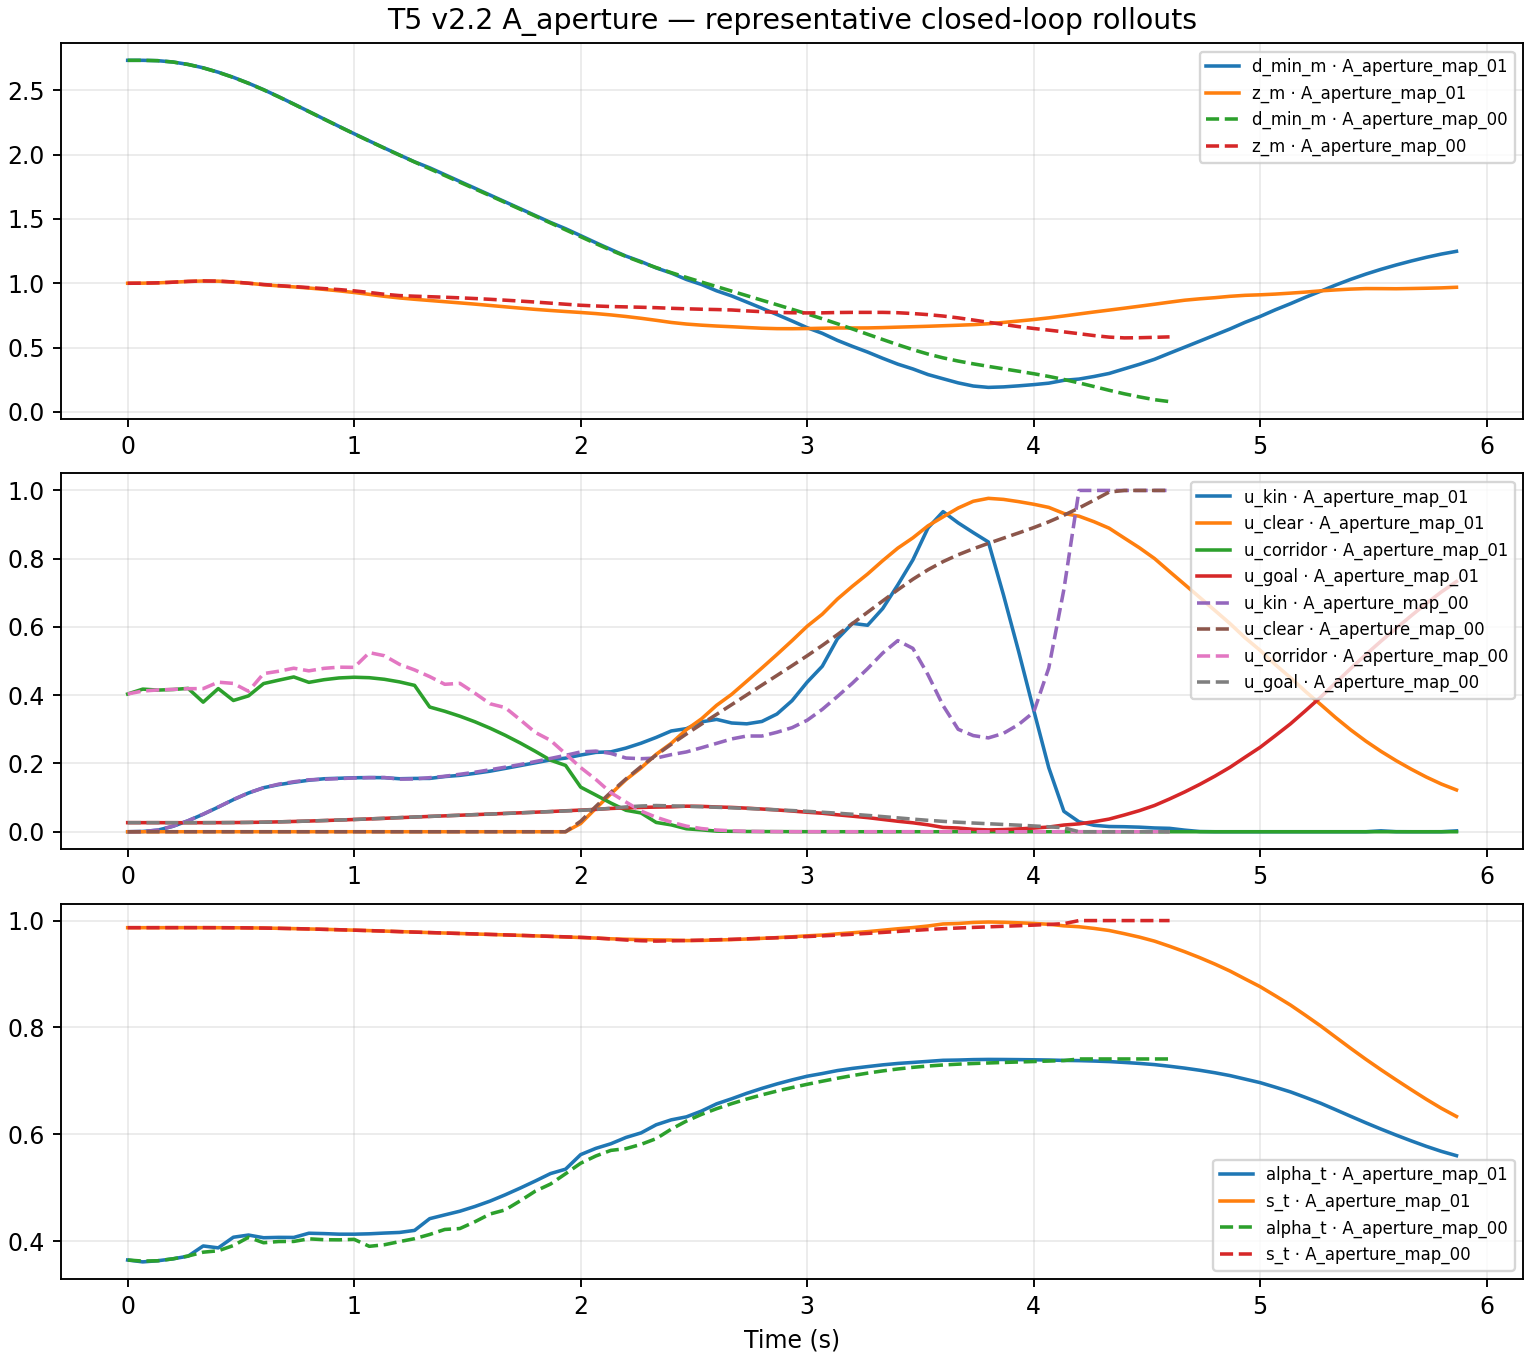 T5 v2.2 A_aperture — representative closed-loop rollouts
2.5
2.0
1.5
1.0
0.5
0.0
d_min_m · A_aperture_map_01
z_m · A_aperture_map_01
d_min_m · A_aperture_map_00
z_m · A_aperture_map_00
0 1 2 3 4 5 6
1.0
0.8
0.6
0.4
0.2
0.0
u_kin · A_aperture_map_01
u_clear · A_aperture_map_01
u_corridor · A_aperture_map_01
u_goal · A_aperture_map_01
u_kin · A_aperture_map_00
u_clear · A_aperture_map_00
u_corridor · A_aperture_map_00
u_goal · A_aperture_map_00
0 1 2 3 4 5 6
1.0
0.8
0.6
0.4
alpha_t · A_aperture_map_01
s_t · A_aperture_map_01
alpha_t · A_aperture_map_00
s_t · A_aperture_map_00
0 1 2 3 4 5 6
Time (s)